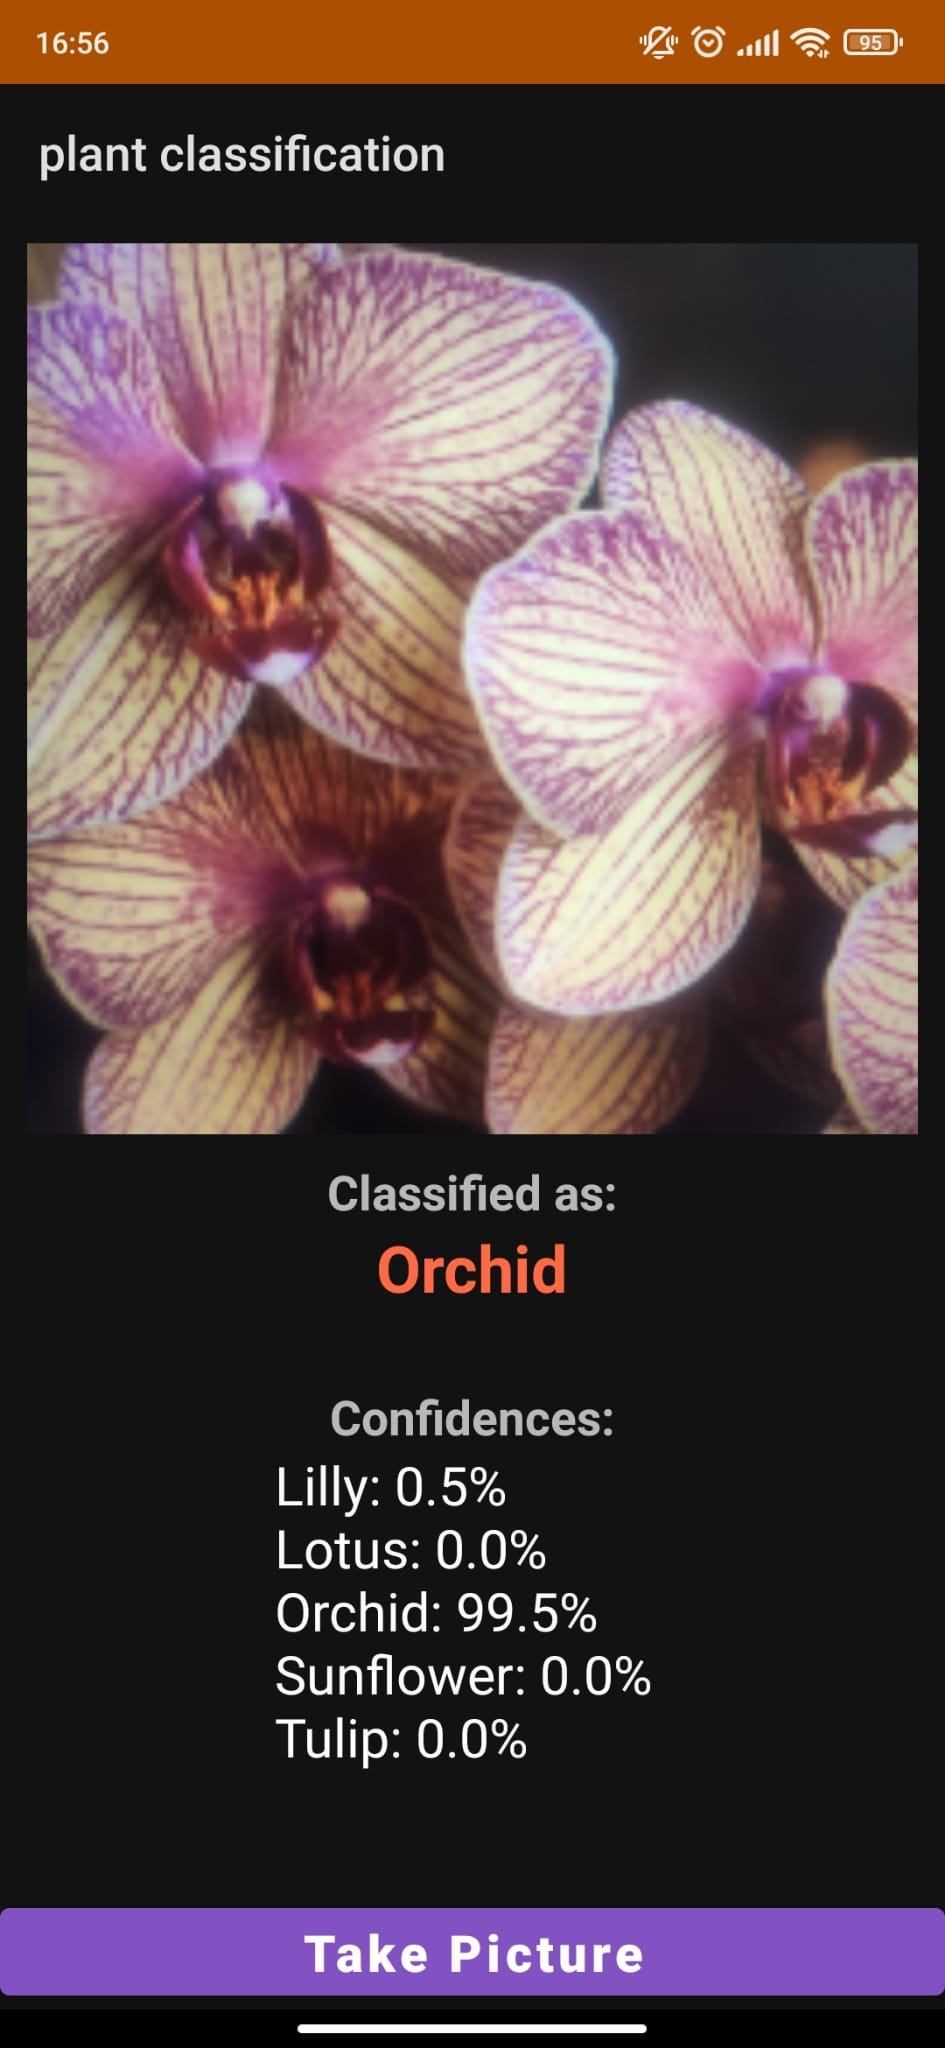 16:56
95
plant classification
Classified as:
Orchid
Confidences:
Lilly: 0.5%
Lotus: 0.0%
Orchid: 99.5%
Sunflower: 0.0%
Tulip: 0.0%
Take Picture